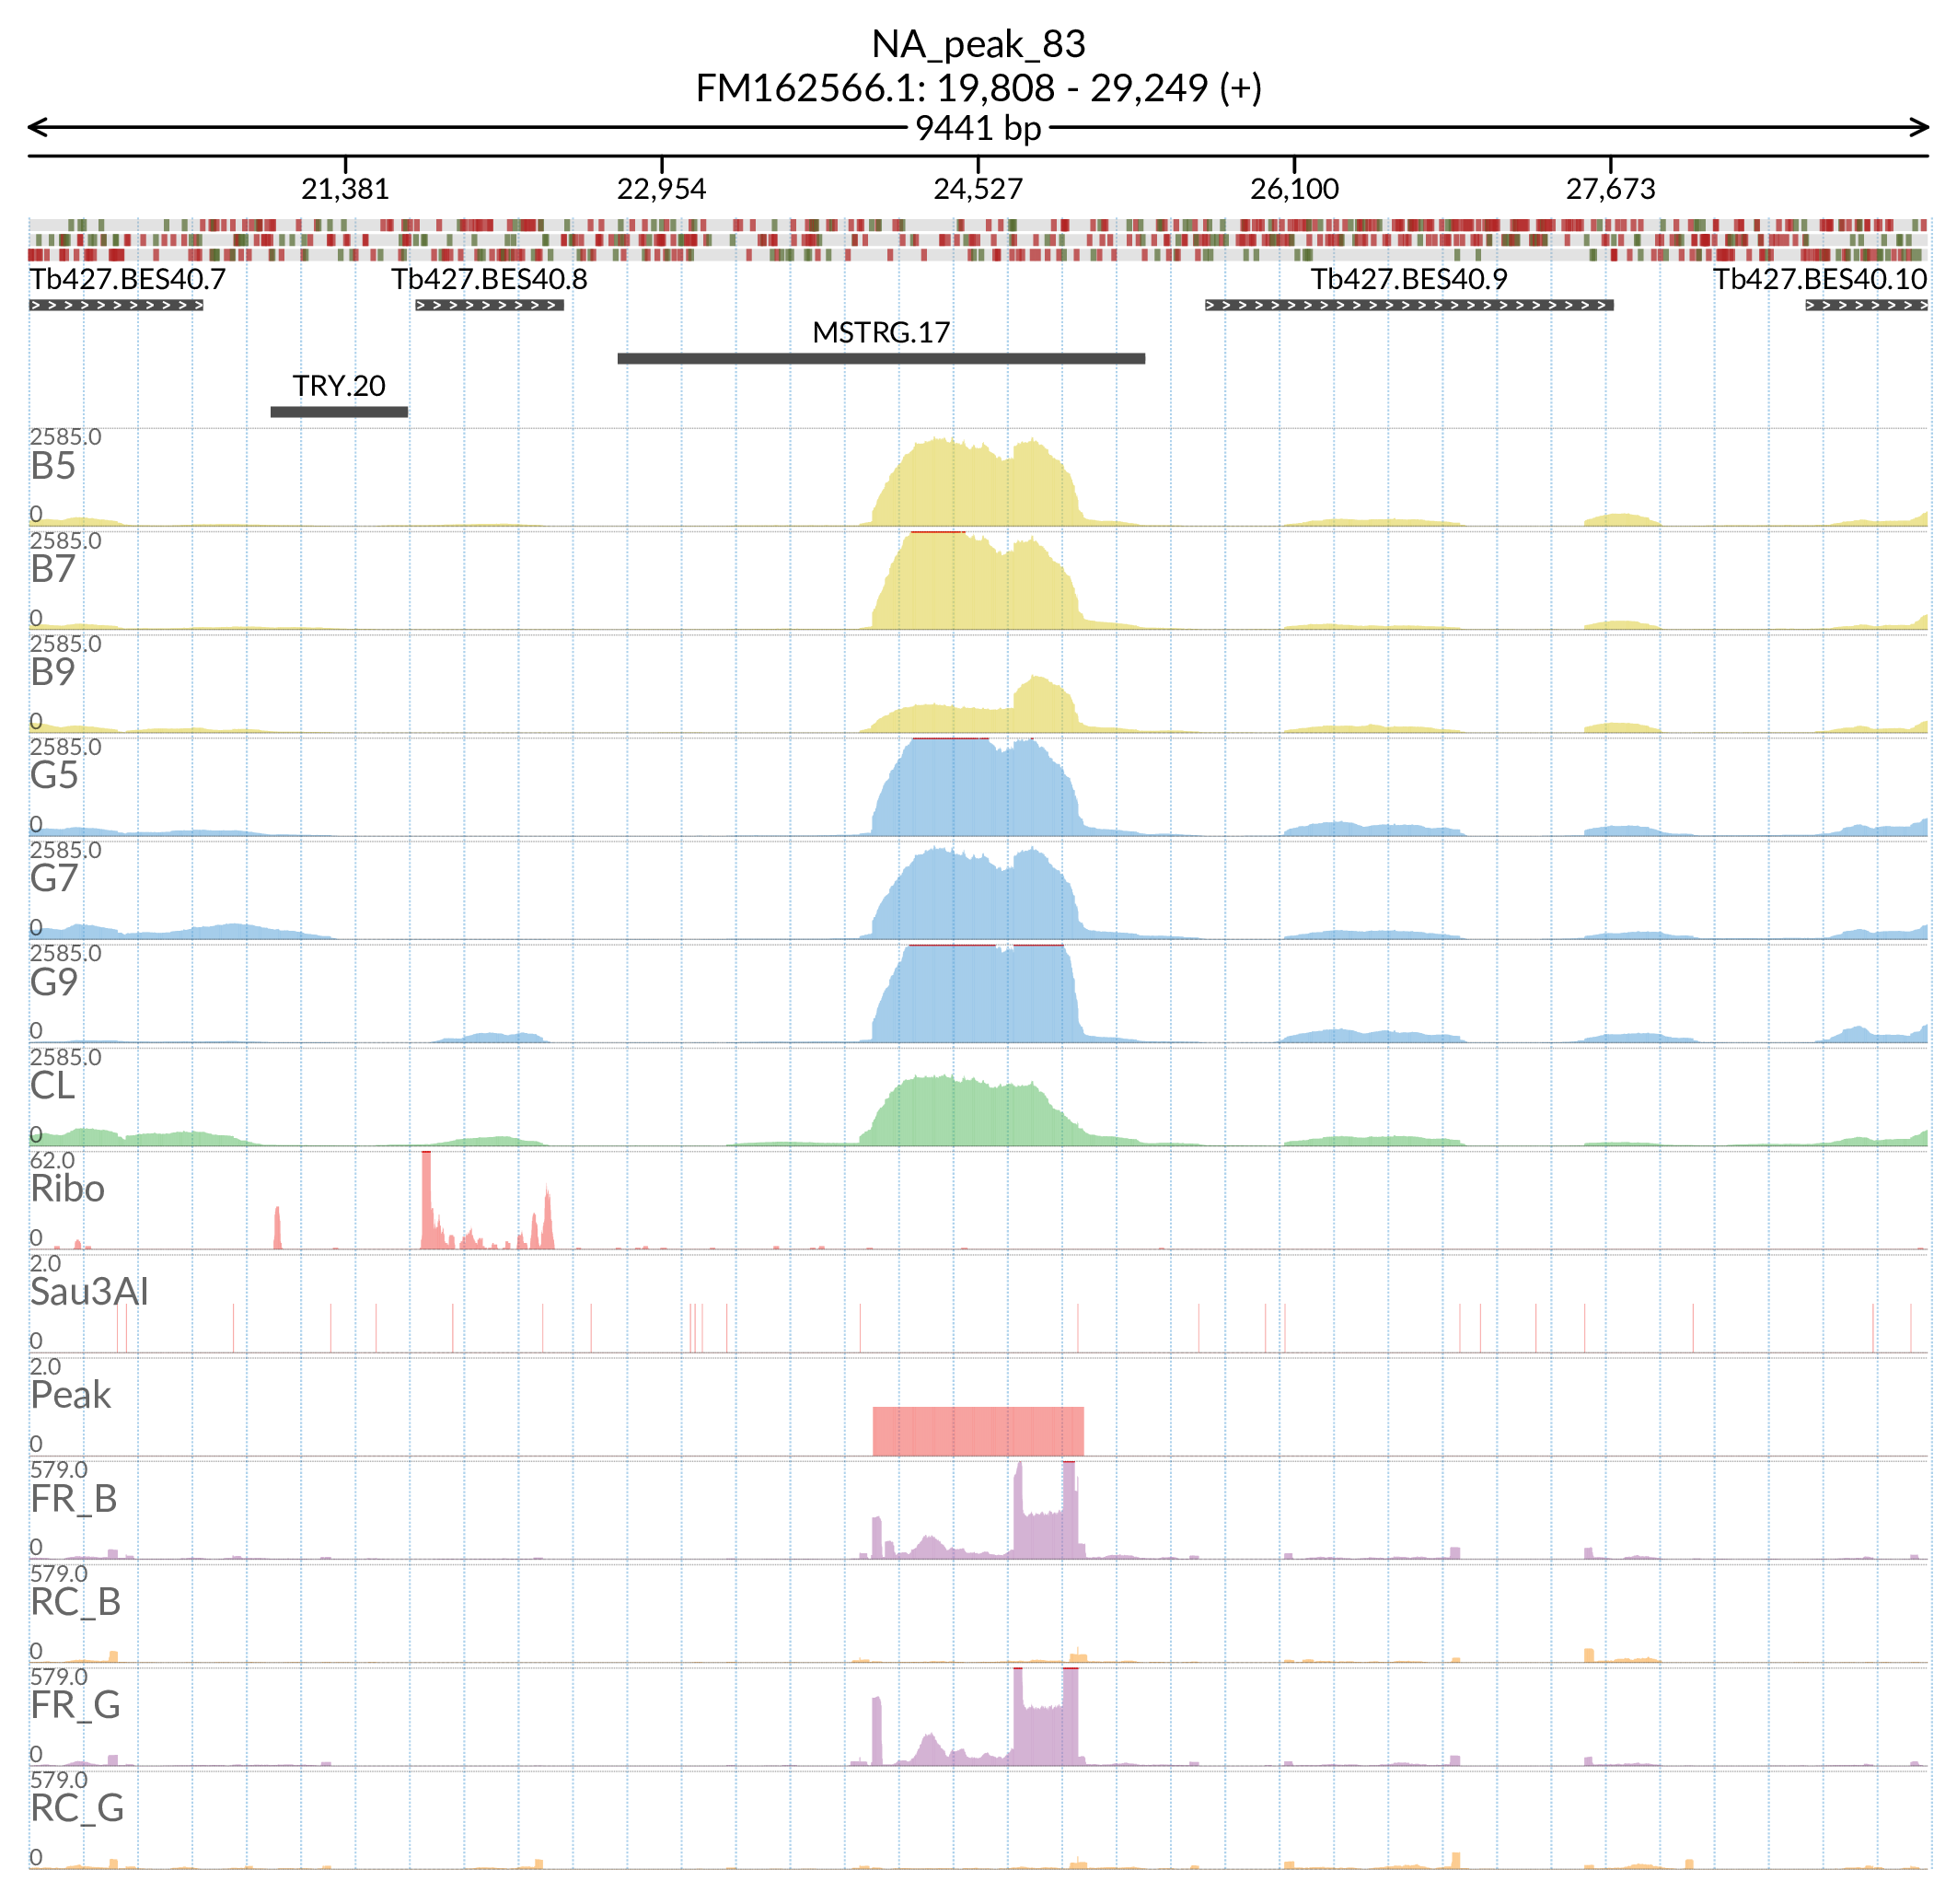 NA_peak_83
FM162566.1: 19,808 - 29,249 (+)
9441 bp
21,381 22,954 24,527 26,100 27,673
Tb427.BES40.7 Tb427.BES40.8 Tb427.BES40.9 Tb427.BES40.10
MSTRG.17
TRY.20
2585.0
B5
0
2585.0
B7
0
2585.0
B9
0
2585.0
G5
0
2585.0
G7
0
2585.0
G9
0
2585.0
CL
0
62.0
Ribo
0
2.0
Sau3AI
0
2.0
Peak
0
579.0
FR_B
0
579.0
RC_B
0
579.0
FR_G
0
579.0
RC_G
0